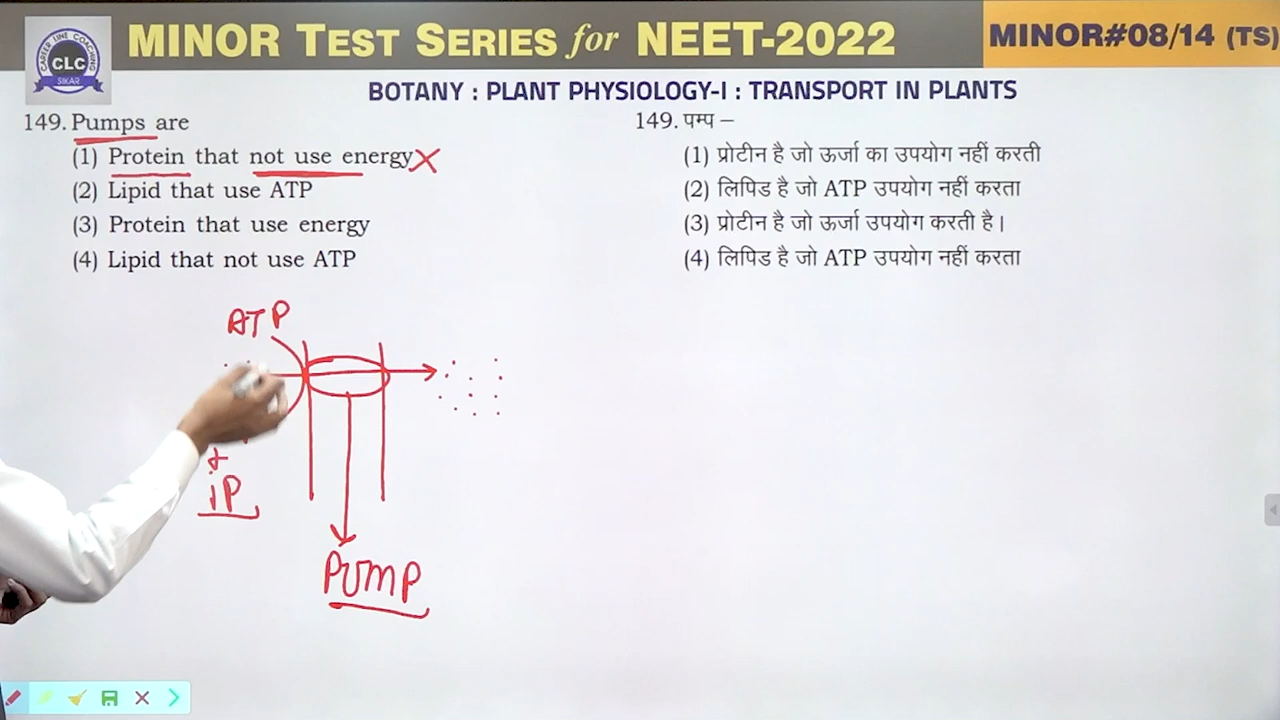 CAREER LINE COACHING
CLC
SIKAR
MINOR TEST SERIES for NEET-2022
MINOR#08/14 (TS)
BOTANY : PLANT PHYSIOLOGY-I : TRANSPORT IN PLANTS
149. Pumps are
(1) Protein that not use energy
(2) Lipid that use ATP
(3) Protein that use energy
(4) Lipid that not use ATP
149. पम्प –
(1) प्रोटीन है जो ऊर्जा का उपयोग नहीं करती
(2) लिपिड है जो ATP उपयोग नहीं करता
(3) प्रोटीन है जो ऊर्जा उपयोग करती है।
(4) लिपिड है जो ATP उपयोग नहीं करता
ATP
+
iP
PUMP